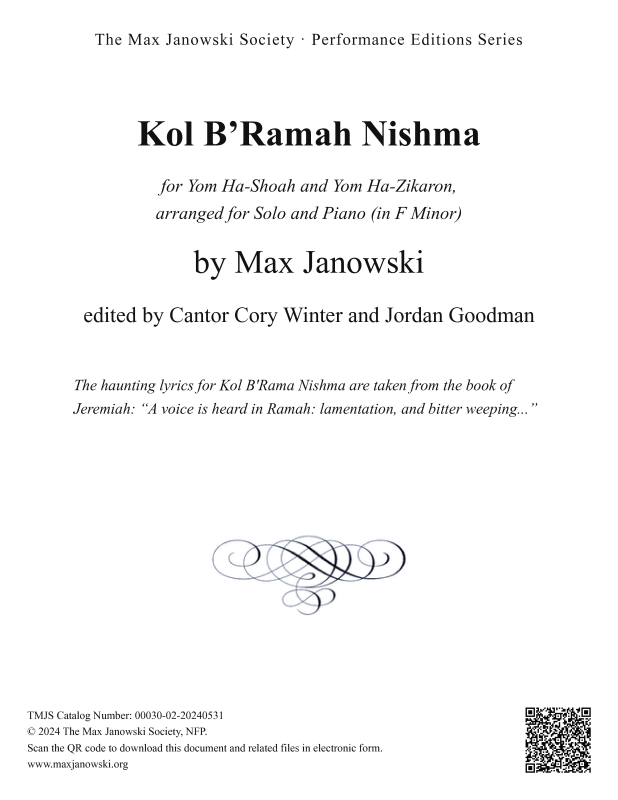 The Max Janowski Society · Performance Editions Series
Kol B’Ramah Nishma
for Yom Ha-Shoah and Yom Ha-Zikaron,
arranged for Solo and Piano (in F Minor)
by Max Janowski
edited by Cantor Cory Winter and Jordan Goodman
The haunting lyrics for Kol B'Rama Nishma are taken from the book of
Jeremiah: “A voice is heard in Ramah: lamentation, and bitter weeping...”
TMJS Catalog Number: 00030-02-20240531
© 2024 The Max Janowski Society, NFP.
Scan the QR code to download this document and related files in electronic form.
www.maxjanowski.org